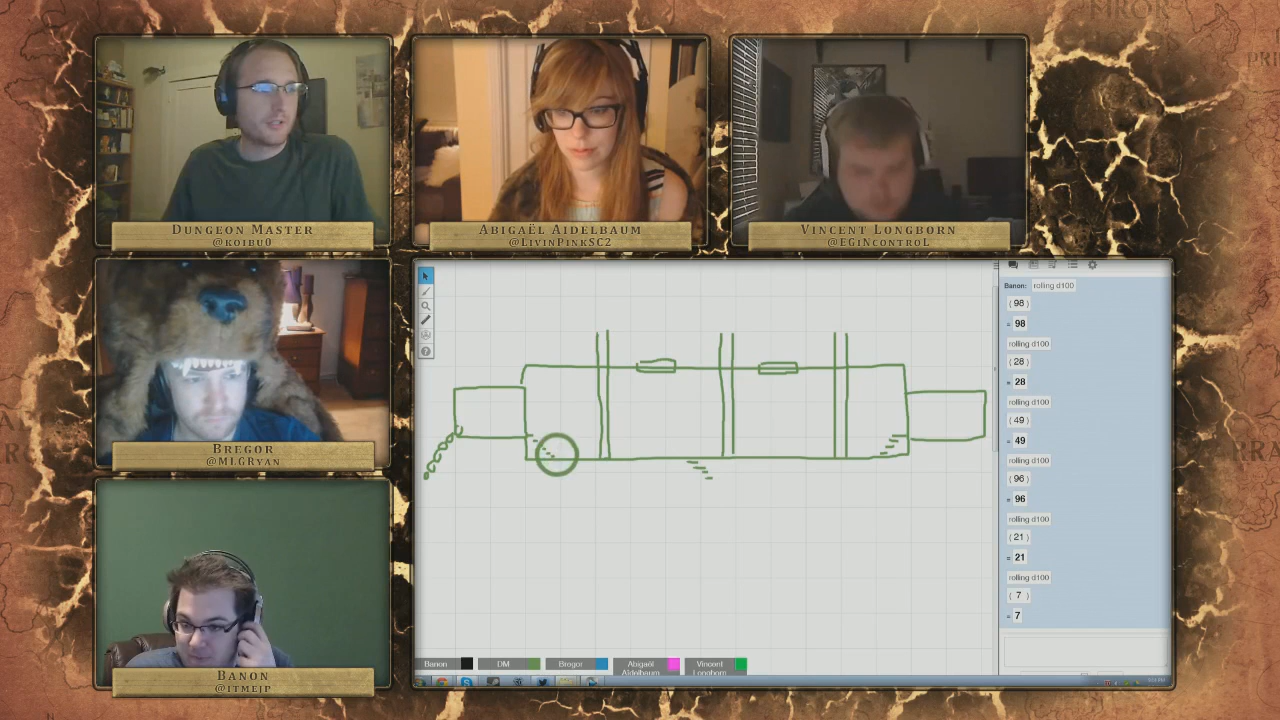 DUNGEON MASTER
@KOIBU0
ABIGAËL AIDELBAUM
@LIVINPINKSC2
VINCENT LONGBORN
@EGINCONTROL
BREGOR
@MLGRYAN
BANON
@ITMEJP
Banon: rolling d100
( 98 )
= 98
rolling d100
( 28 )
= 28
rolling d100
( 49 )
= 49
rolling d100
( 96 )
= 96
rolling d100
( 21 )
= 21
rolling d100
( 7 )
= 7
Banon
DM
Bregor
Abigaël
Aidelbaum
Vincent
Longborn